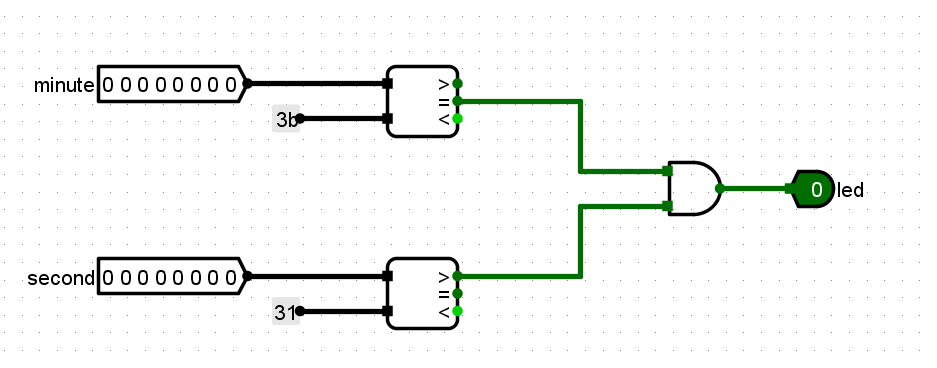 minute 0 0 0 0 0 0 0 0 >
=
3b <
0 led
second 0 0 0 0 0 0 0 0 >
=
31 <